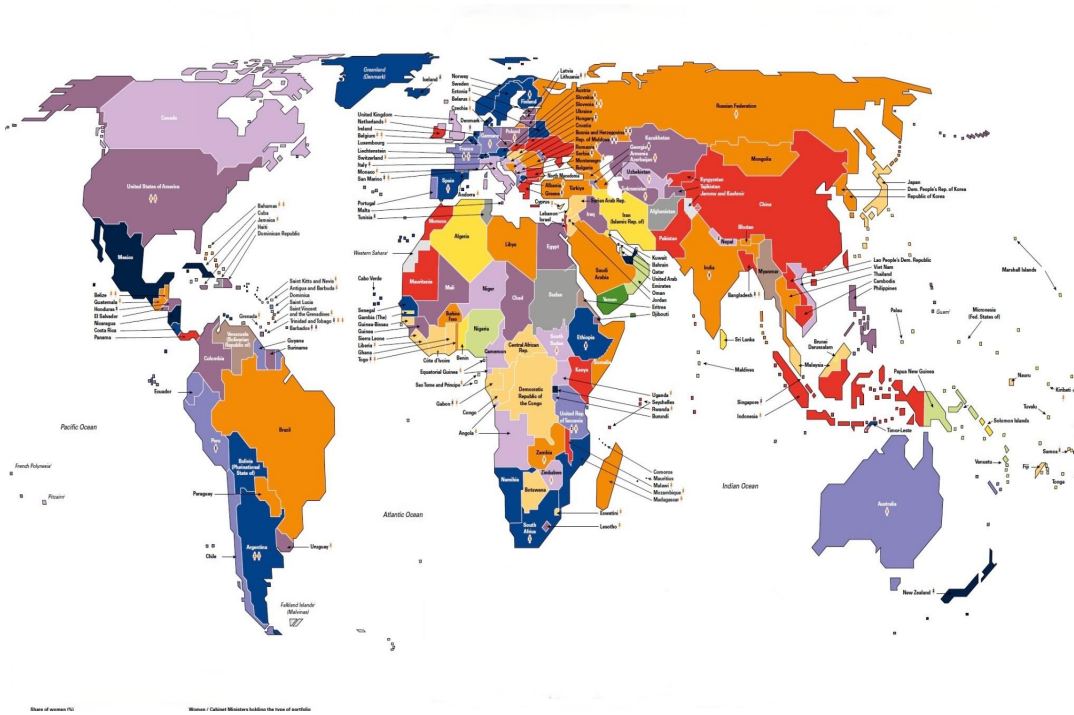 Greenland
(Denmark)
Iceland
Canada
United States of America
Mexico
Bahamas
Cuba
Jamaica
Haiti
Dominican Republic
Belize
Guatemala
Honduras
El Salvador
Nicaragua
Costa Rica
Panama
Saint Kitts and Nevis
Antigua and Barbuda
Dominica
Saint Lucia
Saint Vincent
and the Grenadines
Trinidad and Tobago
Barbados
Grenada
Venezuela
(Bolivarian
Republic of)
Guyana
Suriname
Colombia
Ecuador
Peru
Brazil
Bolivia
(Plurinational
State of)
Paraguay
Chile
Argentina
Uruguay
Falkland Islands
(Malvinas)
Pacific Ocean
French Polynesia
Pitcairn
Atlantic Ocean
Norway
Sweden
Estonia
Belarus
Czechia
Denmark
Finland
Latvia
Lithuania
United Kingdom
Netherlands
Ireland
Belgium
Luxembourg
Liechtenstein
Switzerland
Italy
Monaco
San Marino
Portugal
Malta
Tunisia
Andorra
Spain
France
Germany
Poland
Austria
Slovakia
Slovenia
Ukraine
Hungary
Croatia
Bosnia and Herzegovina
Rep. of Moldova
Romania
Serbia
Montenegro
Bulgaria
North Macedonia
Albania
Greece
Türkiye
Cyprus
Syrian Arab Rep.
Lebanon
Israel
Russian Federation
Kazakhstan
Georgia
Armenia
Azerbaijan
Uzbekistan
Turkmenistan
Kyrgyzstan
Tajikistan
Jammu and Kashmir
Mongolia
China
Japan
Dem. People's Rep. of Korea
Republic of Korea
Iraq
Iran
(Islamic Rep. of)
Afghanistan
Pakistan
India
Nepal
Bhutan
Bangladesh
Myanmar
Lao People's Dem. Republic
Viet Nam
Thailand
Cambodia
Philippines
Sri Lanka
Maldives
Kuwait
Bahrain
Qatar
United Arab
Emirates
Oman
Jordan
Eritrea
Djibouti
Saudi
Arabia
Yemen
Morocco
Western Sahara
Algeria
Libya
Egypt
Mauritania
Mali
Niger
Chad
Sudan
Cabo Verde
Senegal
Gambia (The)
Guinea-Bissau
Guinea
Sierra Leone
Liberia
Ghana
Togo
Côte d'Ivoire
Burkina
Faso
Benin
Nigeria
Cameroon
Central African
Rep.
South
Sudan
Ethiopia
Somalia
Equatorial Guinea
Sao Tome and Principe
Gabon
Congo
Democratic
Republic of
the Congo
Angola
Kenya
Uganda
Seychelles
Rwanda
Burundi
United Rep.
of Tanzania
Zambia
Zimbabwe
Namibia
Botswana
South
Africa
Comoros
Mauritius
Malawi
Mozambique
Madagascar
Eswatini
Lesotho
Indian Ocean
Brunei
Darussalam
Malaysia
Singapore
Indonesia
Timor-Leste
Papua New Guinea
Guam
Palau
Micronesia
(Fed. States of)
Marshall Islands
Nauru
Kiribati
Tuvalu
Solomon Islands
Samoa
Vanuatu
Fiji
Tonga
Australia
New Zealand
Share of women (%)
Women / Cabinet Ministers holding the type of portfolio